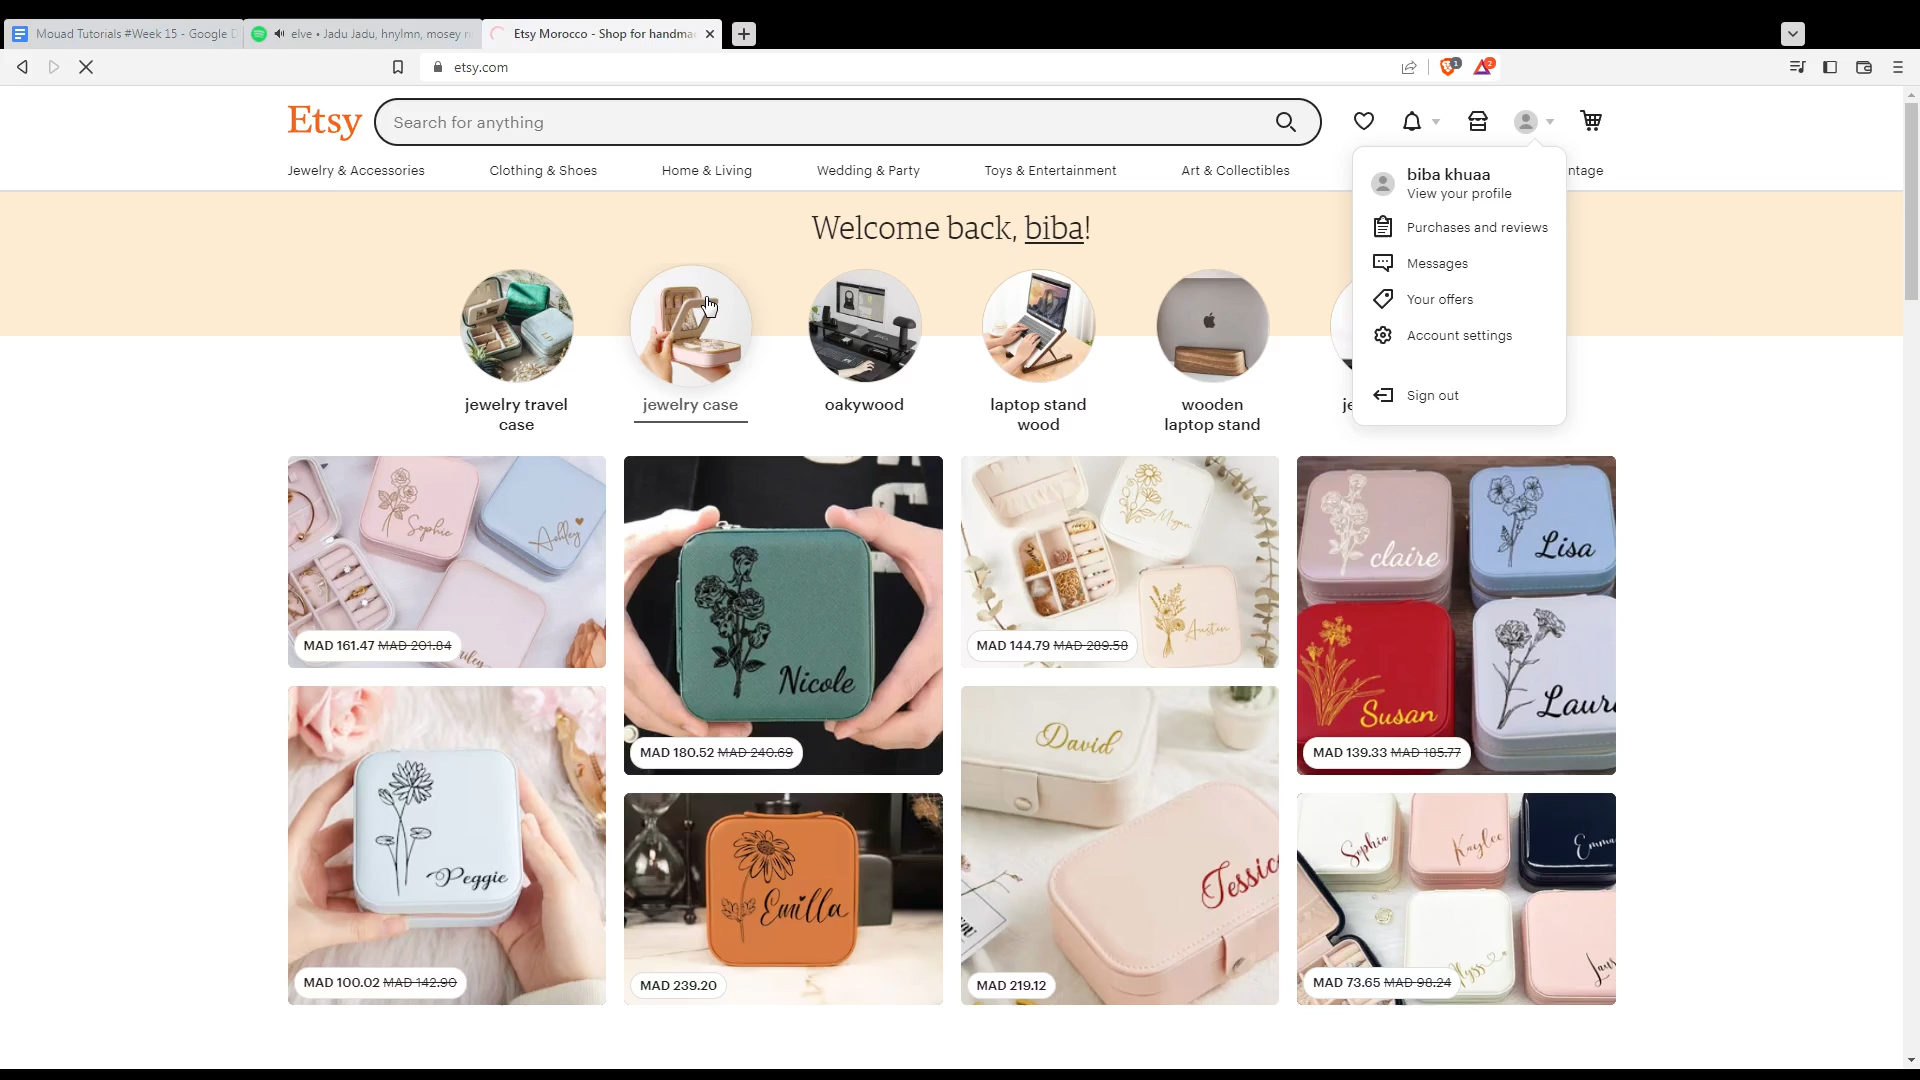 Mouad Tutorials #Week 15 - Google D
elve • Jadu Jadu, hnylmn, mosey r
Etsy Morocco - Shop for handma
etsy.com
1
2
Etsy
Search for anything
Jewelry & Accessories
Clothing & Shoes
Home & Living
Wedding & Party
Toys & Entertainment
Art & Collectibles
ntage
biba khuaa
View your profile
Purchases and reviews
Messages
Your offers
Account settings
Sign out
Welcome back, biba!
jewelry travel
case
jewelry case
oakywood
laptop stand
wood
wooden
laptop stand
je
Sophie
Ashley
MAD 161.47 MAD 201.84
Nicole
MAD 180.52 MAD 240.69
Megan
Austin
MAD 144.79 MAD 289.58
claire
Lisa
Susan
Laur
MAD 139.33 MAD 185.77
Peggie
MAD 100.02 MAD 142.90
Emilla
MAD 239.20
David
Jessic
MAD 219.12
Sophia
Kaylee
Emma
MAD 73.65 MAD 98.24